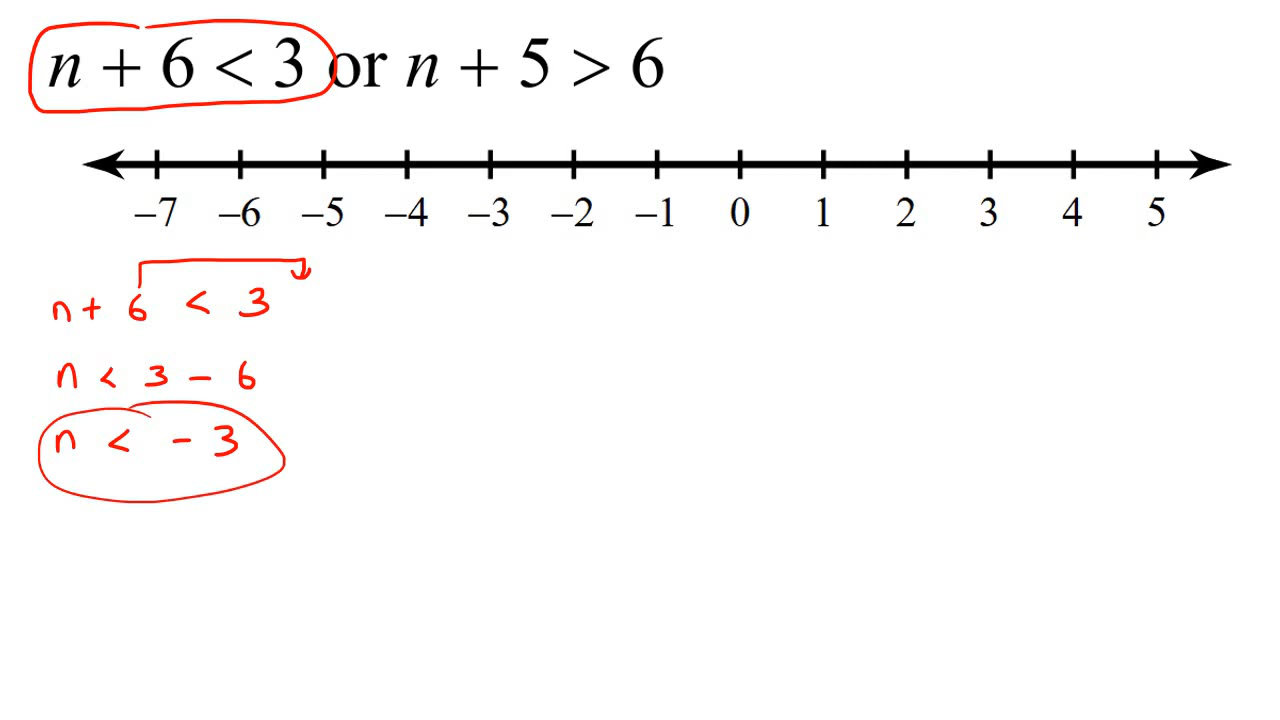 n + 6 < 3 or n + 5 > 6
–7 –6 –5 –4 –3 –2 –1 0 1 2 3 4 5
n + 6 < 3
n < 3 - 6
n < - 3